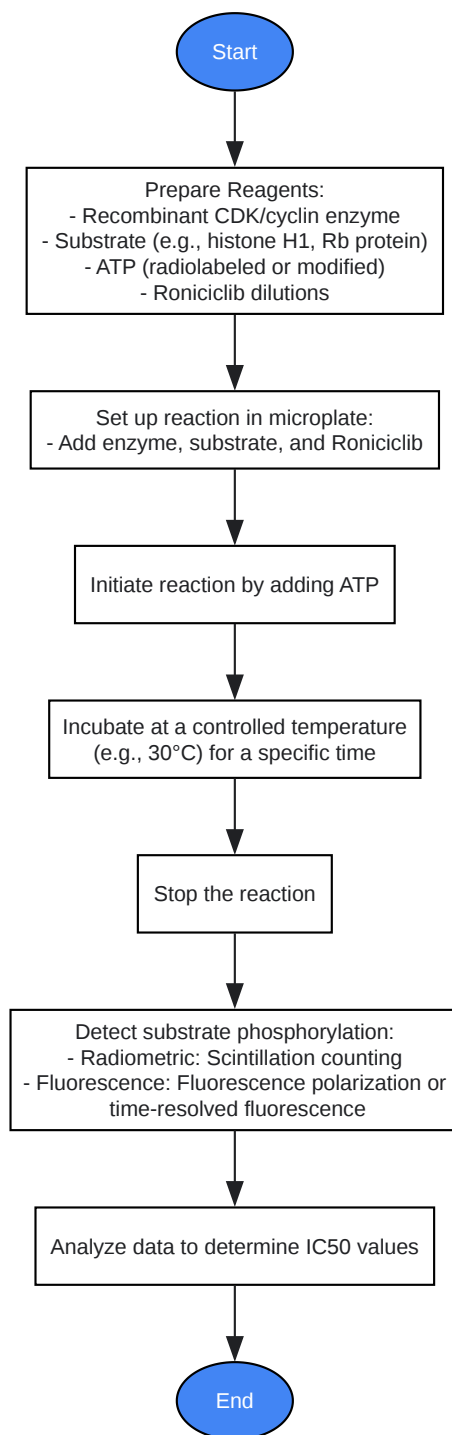 Start
Prepare Reagents:
- Recombinant CDK/cyclin enzyme
- Substrate (e.g., histone H1, Rb protein)
- ATP (radiolabeled or modified)
- Roniciclib dilutions
Set up reaction in microplate:
- Add enzyme, substrate, and Roniciclib
Initiate reaction by adding ATP
Incubate at a controlled temperature
(e.g., 30°C) for a specific time
Stop the reaction
Detect substrate phosphorylation:
- Radiometric: Scintillation counting
- Fluorescence: Fluorescence polarization or
time-resolved fluorescence
Analyze data to determine IC50 values
End